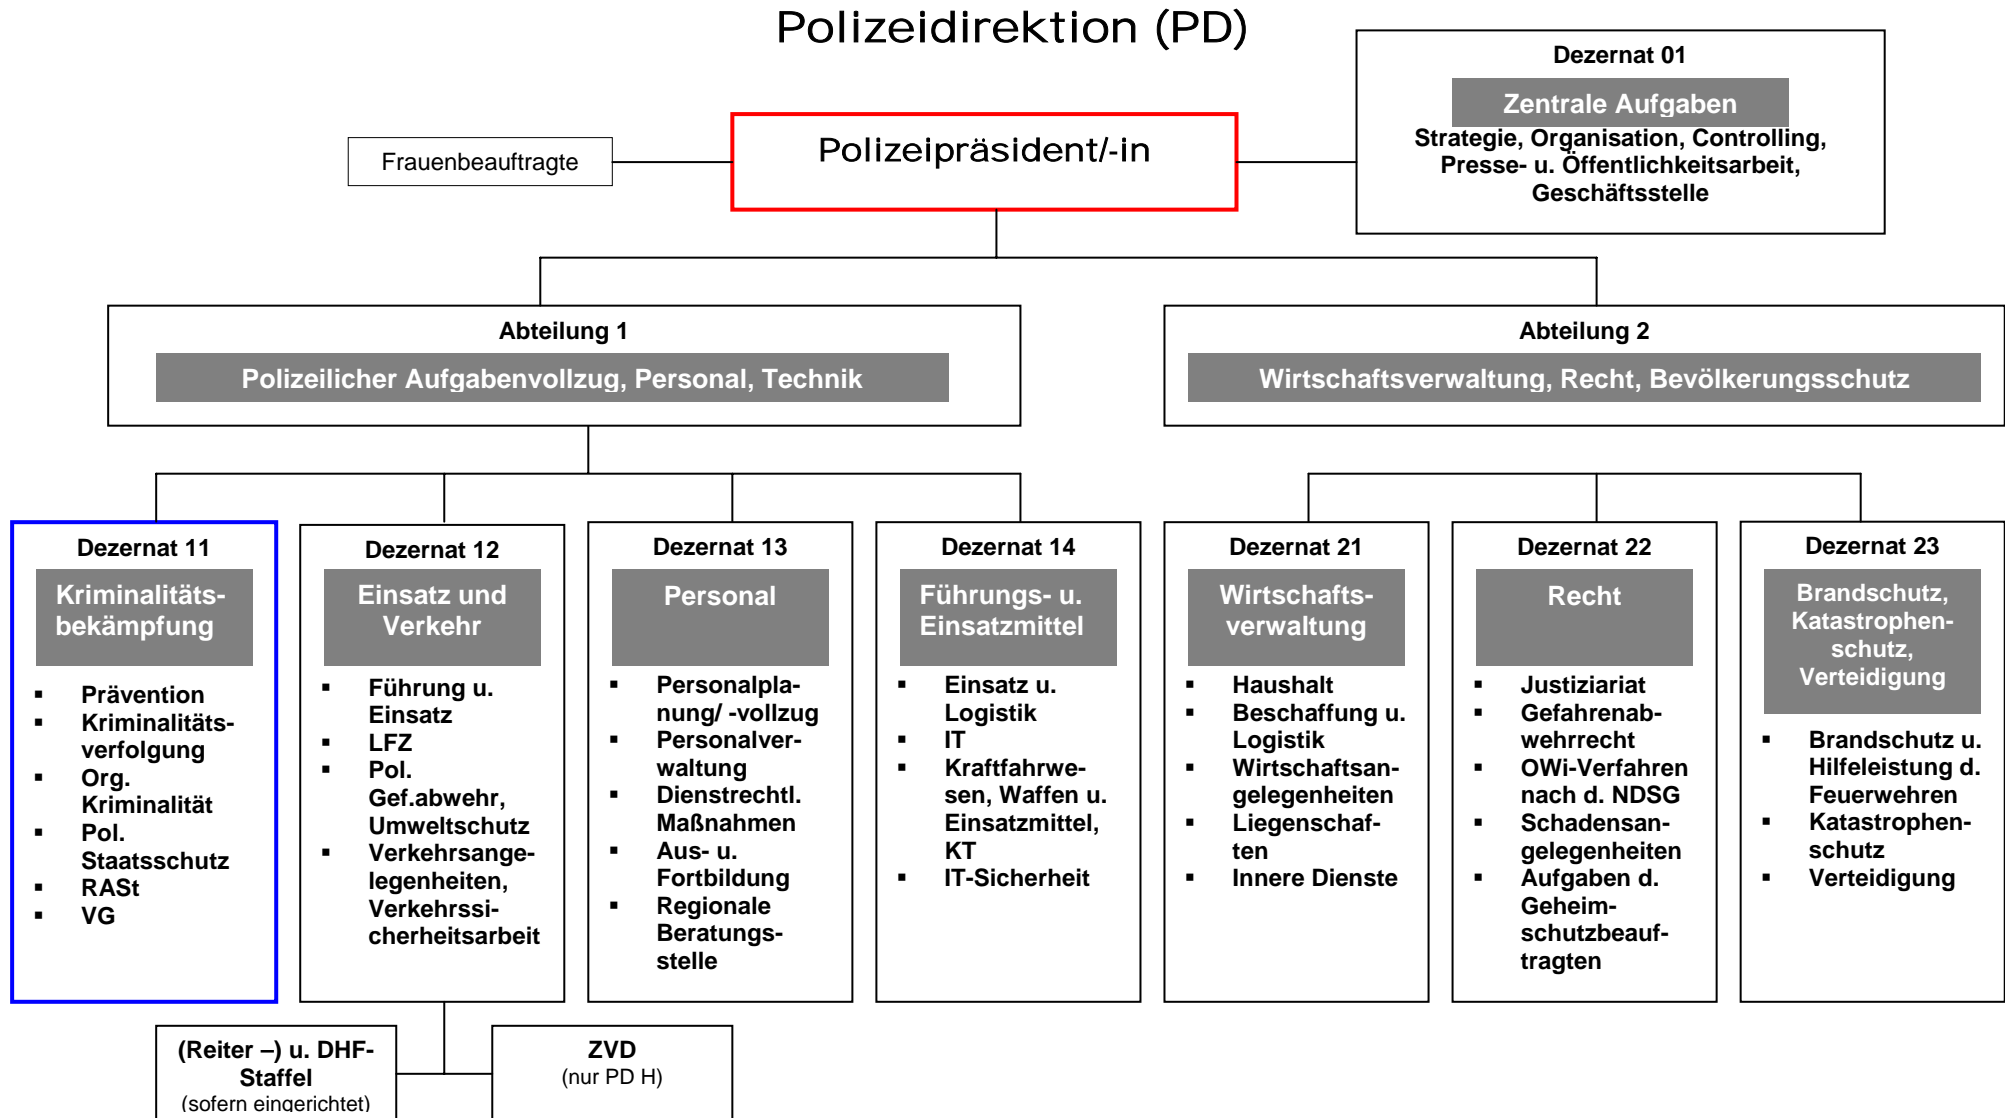 Polizeidirektion (PD)
Dezernat 01
Zentrale Aufgaben
Strategie, Organisation, Controlling,
Presse- u. Öffentlichkeitsarbeit,
Geschäftsstelle
Frauenbeauftragte
Polizeipräsident/-in
Abteilung 1
Polizeilicher Aufgabenvollzug, Personal, Technik
Abteilung 2
Wirtschaftsverwaltung, Recht, Bevölkerungsschutz
Dezernat 11
Kriminalitäts-
bekämpfung
▪ Prävention
▪ Kriminalitäts-
verfolgung
▪ Org.
Kriminalität
▪ Pol.
Staatsschutz
▪ RASt
▪ VG
Dezernat 12
Einsatz und
Verkehr
▪ Führung u.
Einsatz
▪ LFZ
▪ Pol.
Gef.abwehr,
Umweltschutz
▪ Verkehrsange-
legenheiten,
Verkehrssi-
cherheitsarbeit
Dezernat 13
Personal
▪ Personalpla-
nung/ -vollzug
▪ Personalver-
waltung
▪ Dienstrechtl.
Maßnahmen
▪ Aus- u.
Fortbildung
▪ Regionale
Beratungs-
stelle
Dezernat 14
Führungs- u.
Einsatzmittel
▪ Einsatz u.
Logistik
▪ IT
▪ Kraftfahrwe-
sen, Waffen u.
Einsatzmittel,
KT
▪ IT-Sicherheit
Dezernat 21
Wirtschafts-
verwaltung
▪ Haushalt
▪ Beschaffung u.
Logistik
▪ Wirtschaftsan-
gelegenheiten
▪ Liegenschaf-
ten
▪ Innere Dienste
Dezernat 22
Recht
▪ Justiziariat
▪ Gefahrenab-
wehrrecht
▪ OWi-Verfahren
nach d. NDSG
▪ Schadensan-
gelegenheiten
▪ Aufgaben d.
Geheim-
schutzbeauf-
tragten
Dezernat 23
Brandschutz,
Katastrophen-
schutz,
Verteidigung
▪ Brandschutz u.
Hilfeleistung d.
Feuerwehren
▪ Katastrophen-
schutz
▪ Verteidigung
(Reiter –) u. DHF-
Staffel
(sofern eingerichtet)
ZVD
(nur PD H)